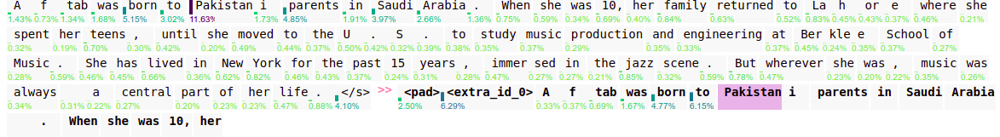 A f tab was born to Pakistan i parents in Saudi Arabia . When she was 10, her family returned to La h or e where she
1.43% 0.73% 1.34% 1.68% 5.15% 3.02% 11.63% 1.73% 4.85% 1.91% 3.97% 2.66% 1.36% 0.75% 0.59% 0.34% 0.69% 0.40% 0.84% 0.63% 0.52% 0.83% 0.45% 0.43% 0.37% 0.46% 0.21%
spent her teens , until she moved to the U . S . to study music production and engineering at Ber kle e School of
0.32% 0.19% 0.70% 0.30% 0.42% 0.20% 0.49% 0.44% 0.37% 0.50% 0.42% 0.32% 0.39% 0.38% 0.35% 0.37% 0.29% 0.35% 0.33% 0.41% 0.39% 0.35% 0.37% 0.27%
Music . She has lived in New York for the past 15 years , immer sed in the jazz scene . But wherever she was , music was
0.28% 0.59% 0.46% 0.45% 0.66% 0.36% 0.62% 0.82% 0.46% 0.43% 0.37% 0.24% 0.31% 0.28% 0.46% 0.27% 0.27% 0.85% 0.32% 0.59% 0.78% 0.47% 0.23% 0.20% 0.22% 0.35% 0.26%
always a central part of her life . </s> >> <pad> <extra_id_0> A f tab was born to Pakistan i parents in Saudi Arabia
0.34% 0.31% 0.22% 0.27% 0.20% 0.23% 0.23% 0.47% 0.88% 4.10% 2.50% 6.29% 0.33% 0.37% 0.69% 1.67% 4.77% 6.15%
. When she was 10, her